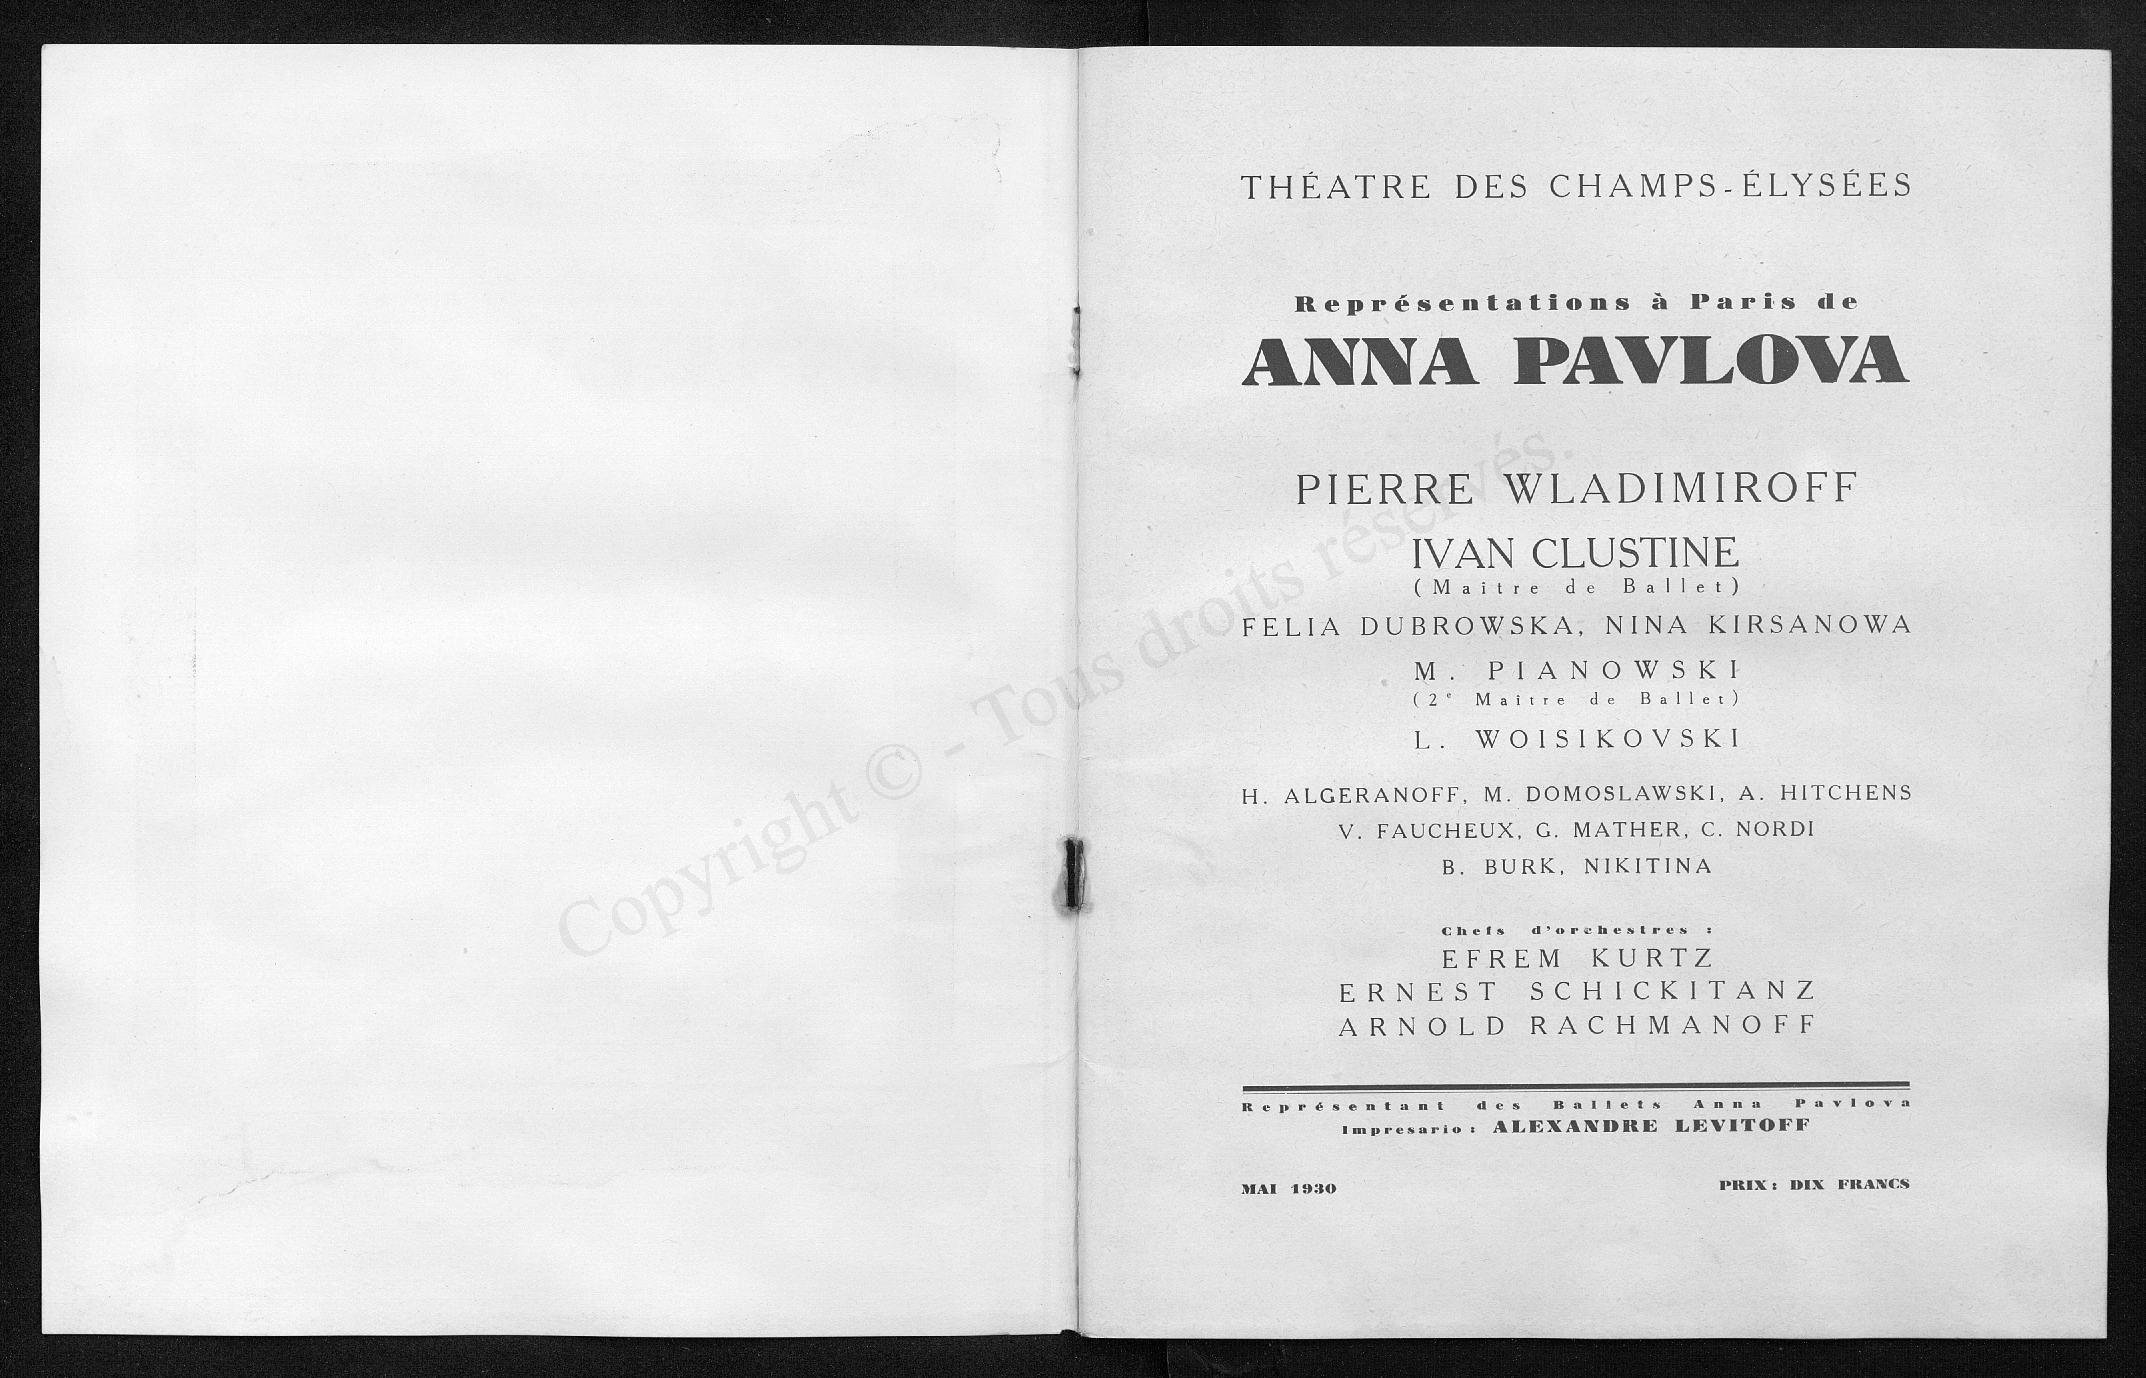 THÉATRE DES CHAMPS-ÉLYSÉES
Représentations à Paris de
ANNA PAVLOVA
PIERRE WLADIMIROFF
IVAN CLUSTINE
(Maître de Ballet)
FELIA DUBROWSKA, NINA KIRSANOWA
M. PIANOWSKI
(2e Maître de Ballet)
L. WOISIKOVSKI
H. ALGERANOFF, M. DOMOSLAWSKI, A. HITCHENS
V. FAUCHEUX, G. MATHER, C. NORDI
B. BURK, NIKITINA
Chefs d'orchestres :
EFREM KURTZ
ERNEST SCHICKITANZ
ARNOLD RACHMANOFF
Représentant des Ballets Anna Pavlova
Impresario : ALEXANDRE LEVITOFF
MAI 1930 PRIX : DIX FRANCS
Copyright © - Tous droits réservés.